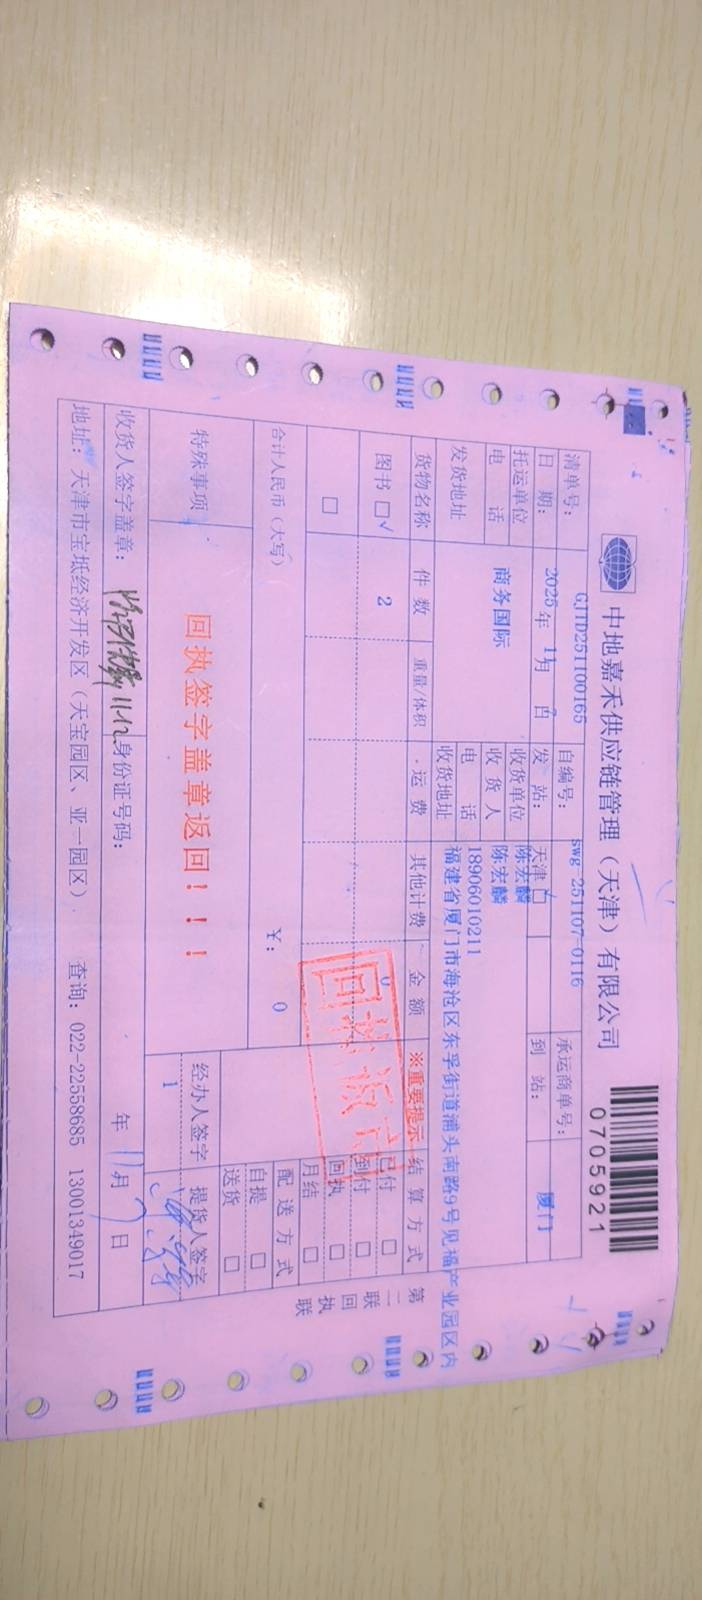 中地嘉禾供应链管理（天津）有限公司
0705921
清单号： GJTD251100165 自编号： swg-251107-0116 承运商单号：
日期： 2025年 11月 7日 发站： 天津 到站： 厦门
托运单位 收货单位 陈宏麟
电话 商务国际 收货人 陈宏麟
电话 18906010211
发货地址 收货地址 福建省厦门市海沧区东孚街道浦头南路9号见福产业园区内
货物名称 件数 重量/体积 运费 其他计费 金额 ※重要提示 结算方式
图书 □√ 2 0 已付 □
到付 □
□ 回执 □
月结 □
合计人民币（大写） ￥： 0 配送方式
自提 □
送货 □
特殊事项 回执签字盖章返回！！！ 经办人签字 提货人签字
1
收货人签字盖章： 11.12 身份证号码： 年 11月 7日
地址：天津市宝坻经济开发区（天宝园区、亚一园区） 查询：022-22558685 13001349017
第二联 回执联